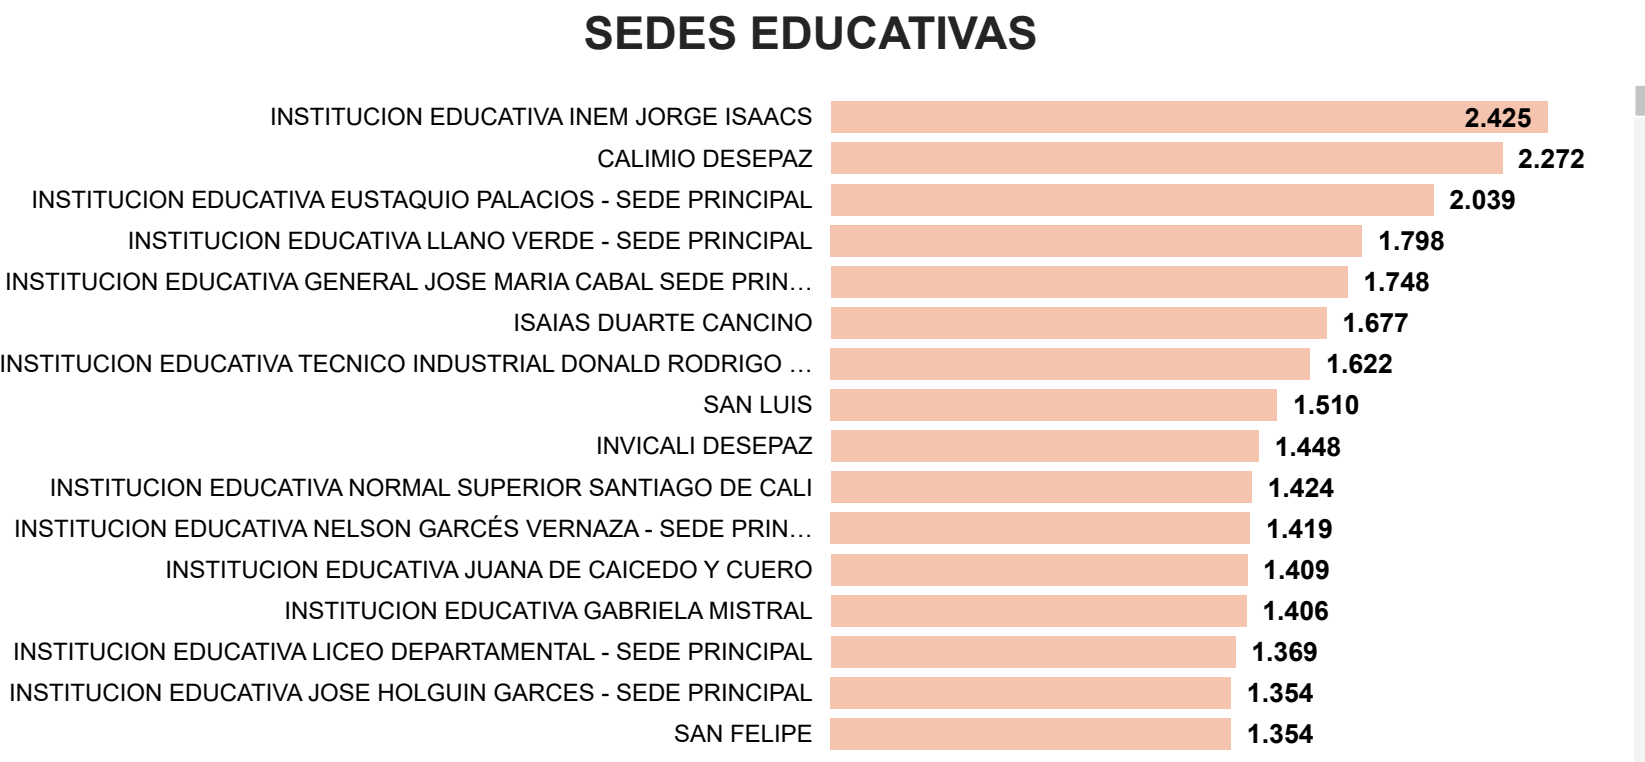 SEDES EDUCATIVAS
INSTITUCION EDUCATIVA INEM JORGE ISAACS 2.425
CALIMIO DESEPAZ 2.272
INSTITUCION EDUCATIVA EUSTAQUIO PALACIOS - SEDE PRINCIPAL 2.039
INSTITUCION EDUCATIVA LLANO VERDE - SEDE PRINCIPAL 1.798
INSTITUCION EDUCATIVA GENERAL JOSE MARIA CABAL SEDE PRIN… 1.748
ISAIAS DUARTE CANCINO 1.677
INSTITUCION EDUCATIVA TECNICO INDUSTRIAL DONALD RODRIGO … 1.622
SAN LUIS 1.510
INVICALI DESEPAZ 1.448
INSTITUCION EDUCATIVA NORMAL SUPERIOR SANTIAGO DE CALI 1.424
INSTITUCION EDUCATIVA NELSON GARCÉS VERNAZA - SEDE PRIN… 1.419
INSTITUCION EDUCATIVA JUANA DE CAICEDO Y CUERO 1.409
INSTITUCION EDUCATIVA GABRIELA MISTRAL 1.406
INSTITUCION EDUCATIVA LICEO DEPARTAMENTAL - SEDE PRINCIPAL 1.369
INSTITUCION EDUCATIVA JOSE HOLGUIN GARCES - SEDE PRINCIPAL 1.354
SAN FELIPE 1.354